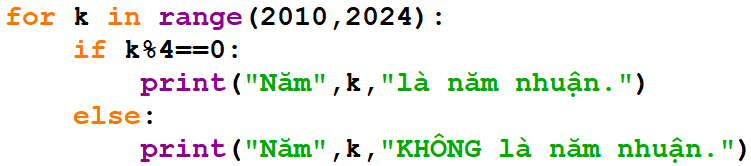 for k in range(2010,2024):
    if k%4==0:
        print("Năm",k,"là năm nhuận.")
    else:
        print("Năm",k,"KHÔNG là năm nhuận.")